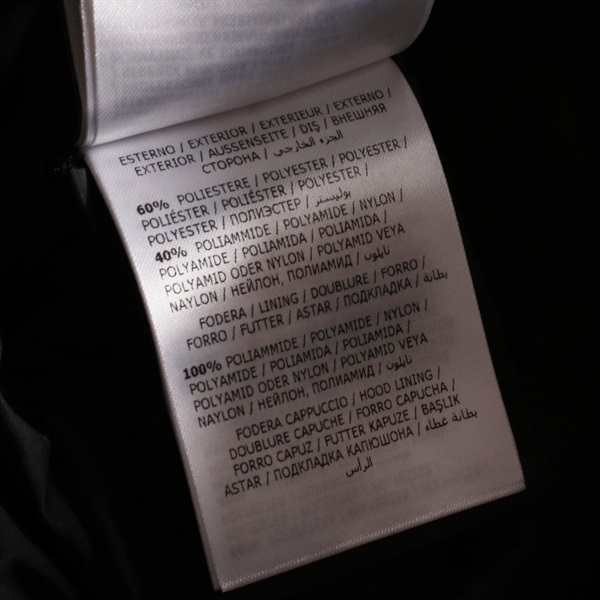 ESTERNO / EXTERIOR / EXTERIEUR / EXTERNO /
EXTERIOR / AUSSENSEITE / DIŞ / ВНЕШНЯЯ
СТОРОНА / الجزء الخارجي
60% POLIESTERE / POLYESTER / POLYESTER /
POLIÉSTER / POLIÉSTER / POLYESTER /
POLYESTER / ПОЛИЭСТЕР / بوليستر
40% POLIAMMIDE / POLYAMIDE / NYLON /
POLYAMIDE / POLIAMIDA / POLIAMIDA /
POLYAMID ODER NYLON / POLYAMID VEYA
NAYLON / НЕЙЛОН, ПОЛИАМИД / نايلون
FODERA / LINING / DOUBLURE / FORRO /
FORRO / FUTTER / ASTAR / ПОДКЛАДКА / بطانة
100% POLIAMMIDE / POLYAMIDE / NYLON /
POLYAMIDE / POLIAMIDA / POLIAMIDA /
POLYAMID ODER NYLON / POLYAMID VEYA
NAYLON / НЕЙЛОН, ПОЛИАМИД / نايلون
FODERA CAPPUCCIO / HOOD LINING /
DOUBLURE CAPUCHE / FORRO CAPUCHA /
FORRO CAPUZ / FUTTER KAPUZE / BAŞLIK
ASTAR / ПОДКЛАДКА КАПЮШОНА / بطانة غطاء
الرأس